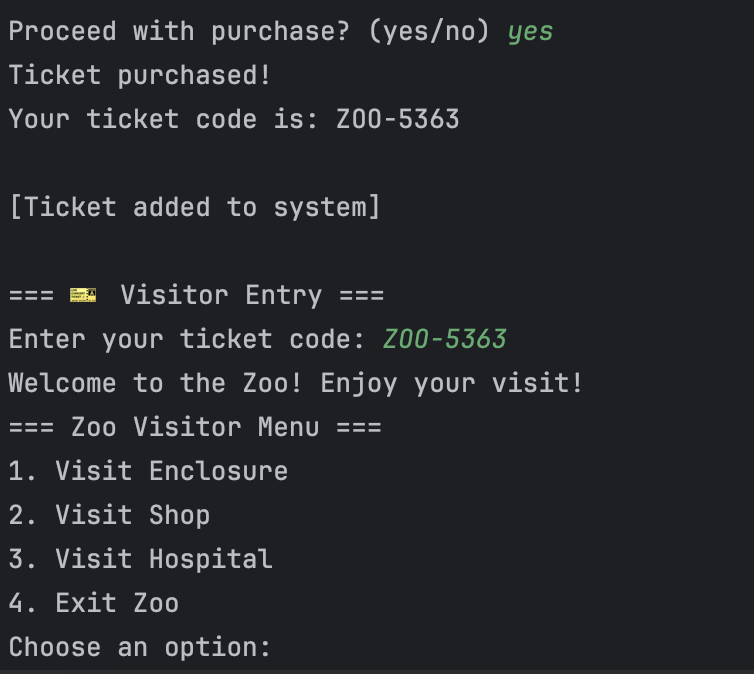 Proceed with purchase? (yes/no) yes
Ticket purchased!
Your ticket code is: ZOO-5363
[Ticket added to system]
=== 🎫 Visitor Entry ===
Enter your ticket code: ZOO-5363
Welcome to the Zoo! Enjoy your visit!
=== Zoo Visitor Menu ===
1. Visit Enclosure
2. Visit Shop
3. Visit Hospital
4. Exit Zoo
Choose an option: